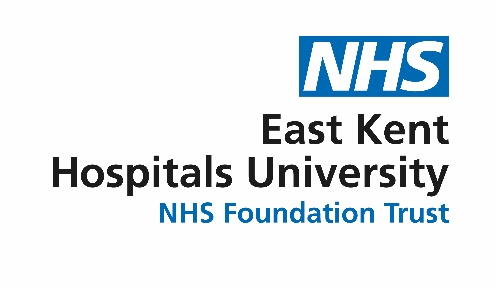 NHS
East Kent
Hospitals University
NHS Foundation Trust